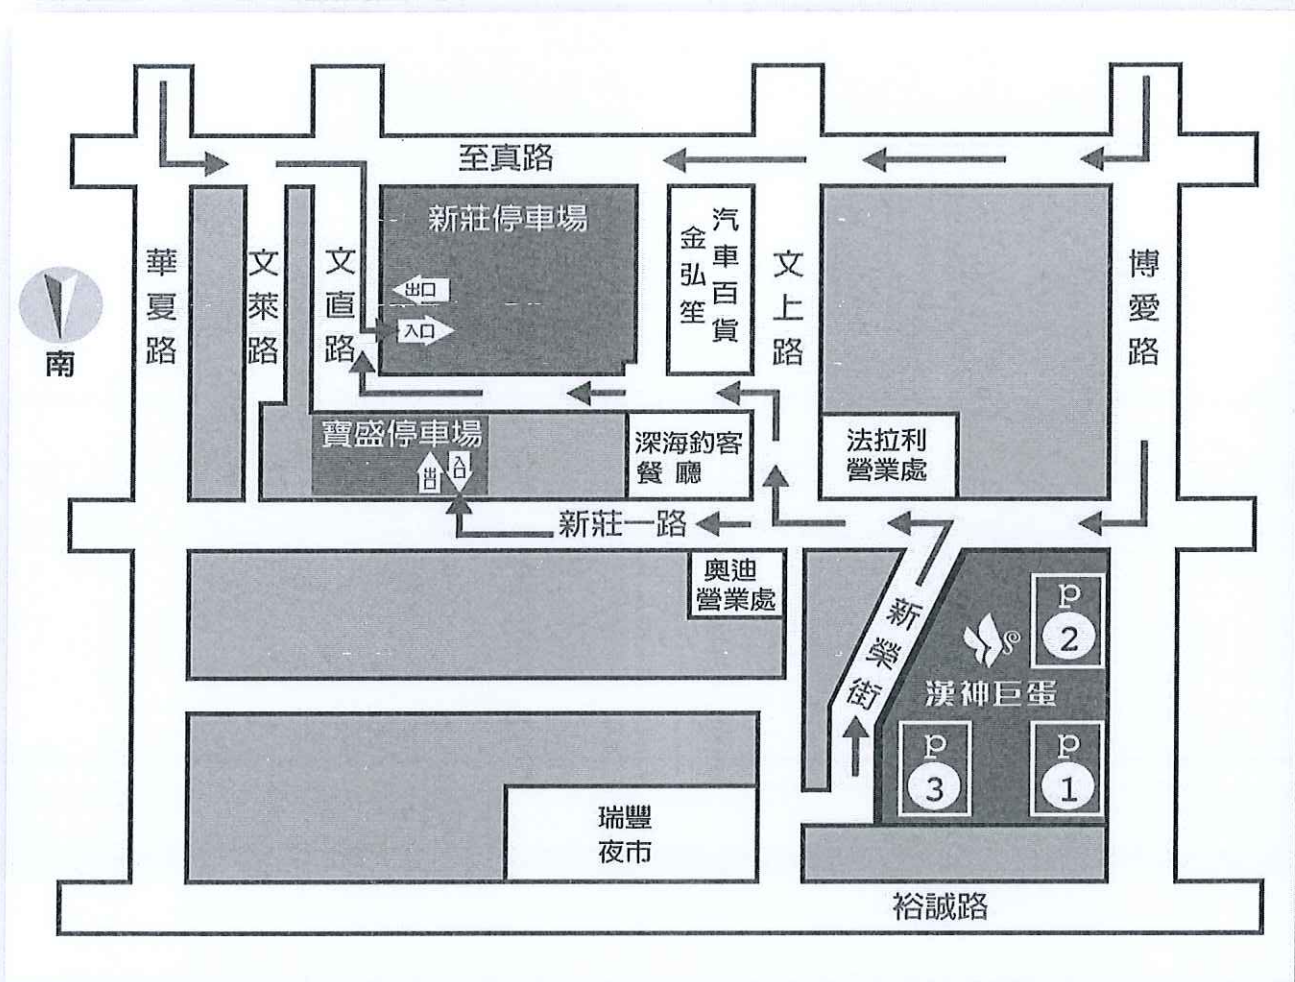 至真路
新莊停車場
出口
入口
汽車百貨
金弘笙
華夏路
文萊路
文直路
文上路
博愛路
南
寶盛停車場
出口
入口
深海釣客
餐廳
法拉利
營業處
新莊一路
奧迪
營業處
新榮街
P
2
漢神巨蛋
P
3
P
1
瑞豐
夜市
裕誠路